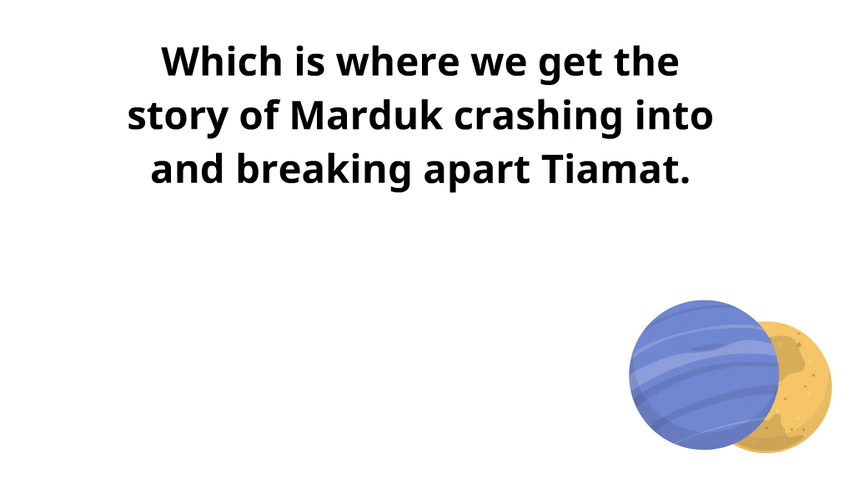 Which is where we get the
story of Marduk crashing into
and breaking apart Tiamat.